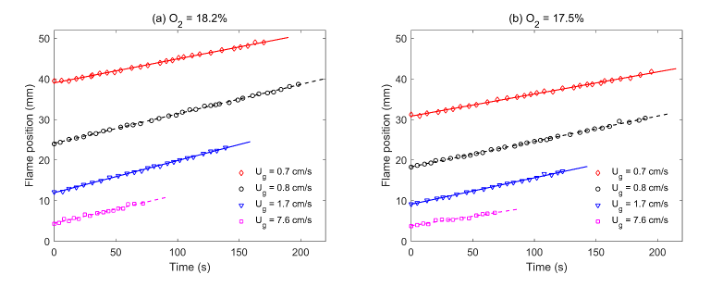 (a) O2 = 18.2%
Flame position (mm)
50
40
30
20
10
0
Ug = 0.7 cm/s
Ug = 0.8 cm/s
Ug = 1.7 cm/s
Ug = 7.6 cm/s
0 50 100 150 200
Time (s)
(b) O2 = 17.5%
Flame position (mm)
50
40
30
20
10
0
Ug = 0.7 cm/s
Ug = 0.8 cm/s
Ug = 1.7 cm/s
Ug = 7.6 cm/s
0 50 100 150 200
Time (s)